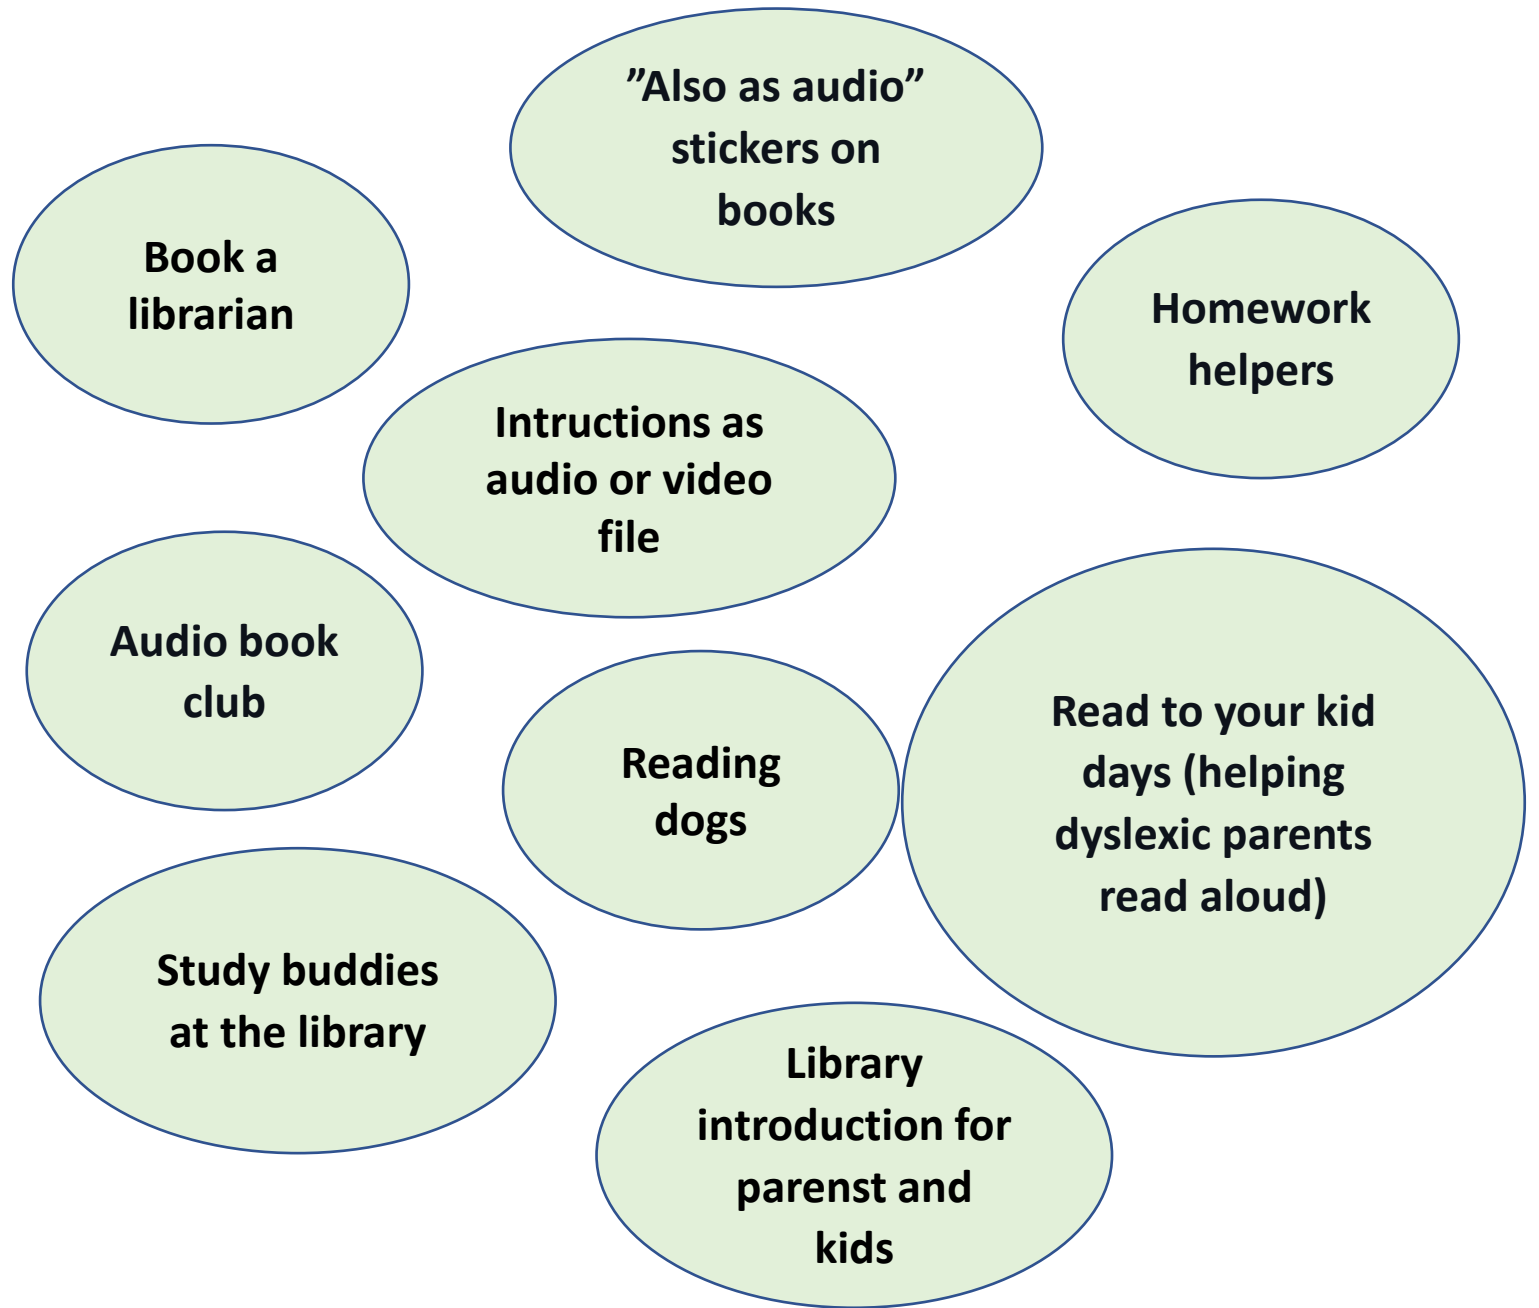 ”Also as audio”
stickers on
books
Book a
librarian
Homework
helpers
Intructions as
audio or video
file
Audio book
club
Reading
dogs
Read to your kid
days (helping
dyslexic parents
read aloud)
Study buddies
at the library
Library
introduction for
parenst and
kids